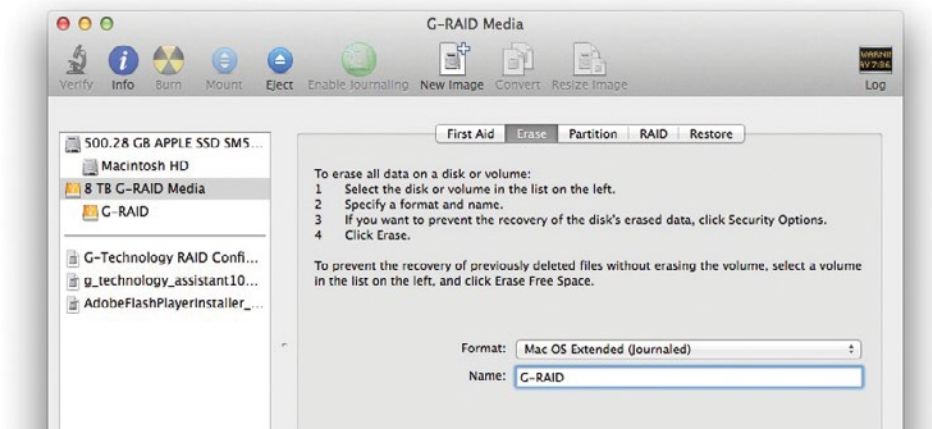 G-RAID Media
Verify Info Burn Mount Eject Enable Journaling New Image Convert Resize Image Log
WARNIN
AY 7:36
500.28 GB APPLE SSD SM5...
Macintosh HD
8 TB G-RAID Media
G-RAID
G-Technology RAID Confi...
g_technology_assistant10...
AdobeFlashPlayerInstaller_...
First Aid Erase Partition RAID Restore
To erase all data on a disk or volume:
1 Select the disk or volume in the list on the left.
2 Specify a format and name.
3 If you want to prevent the recovery of the disk's erased data, click Security Options.
4 Click Erase.
To prevent the recovery of previously deleted files without erasing the volume, select a volume
in the list on the left, and click Erase Free Space.
Format: Mac OS Extended (Journaled)
Name: G-RAID